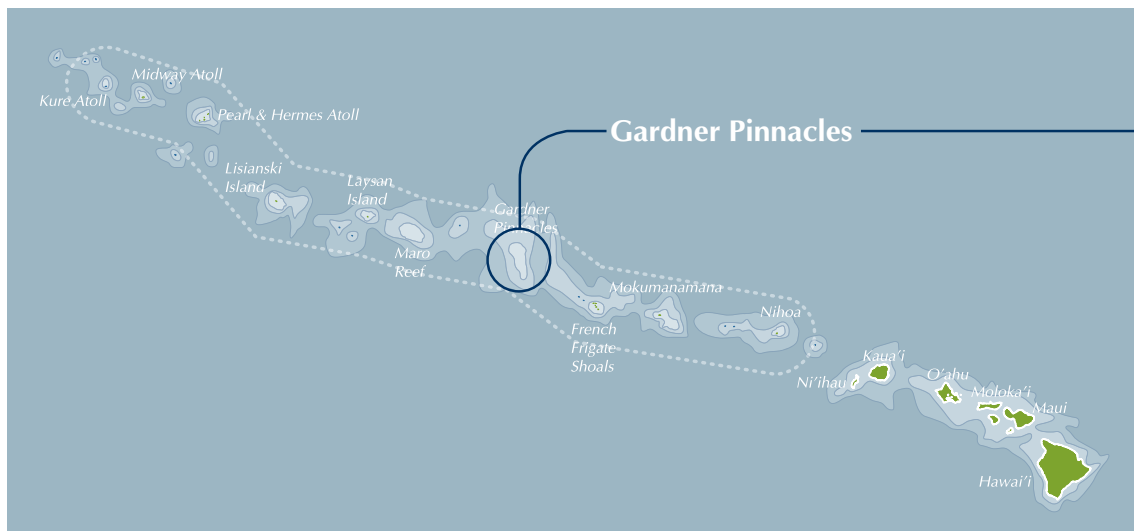 Midway Atoll
Kure Atoll
Pearl & Hermes Atoll
Gardner Pinnacles
Lisianski
Island
Laysan
Island
Gardner
Pinnacles
Maro
Reef
Mokumanamana
Nihoa
French
Frigate
Shoals
Kaua'i
Ni'ihau
O'ahu
Moloka'i
Maui
Hawai'i